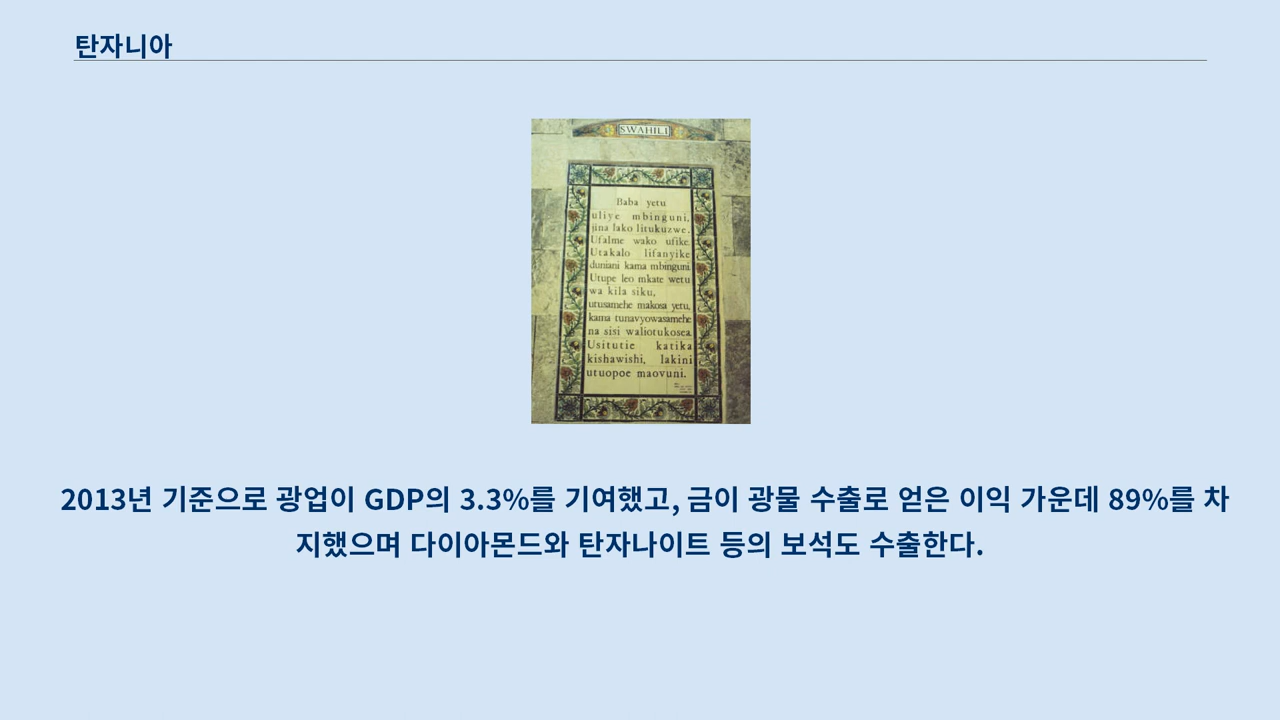 탄자니아
SWAHILI
Baba yetu
uliye mbinguni,
jina lako litukuzwe.
Ufalme wako ufike.
Utakalo lifanyike
duniani kama mbinguni.
Utupe leo mkate wetu
wa kila siku,
utusamehe makosa yetu,
kama tunavyowasamehe
na sisi waliotukosea.
Usitutie katika
kishawishi, lakini
utuopoe maovuni.
2013년 기준으로 광업이 GDP의 3.3%를 기여했고, 금이 광물 수출로 얻은 이익 가운데 89%를 차
지했으며 다이아몬드와 탄자나이트 등의 보석도 수출한다.